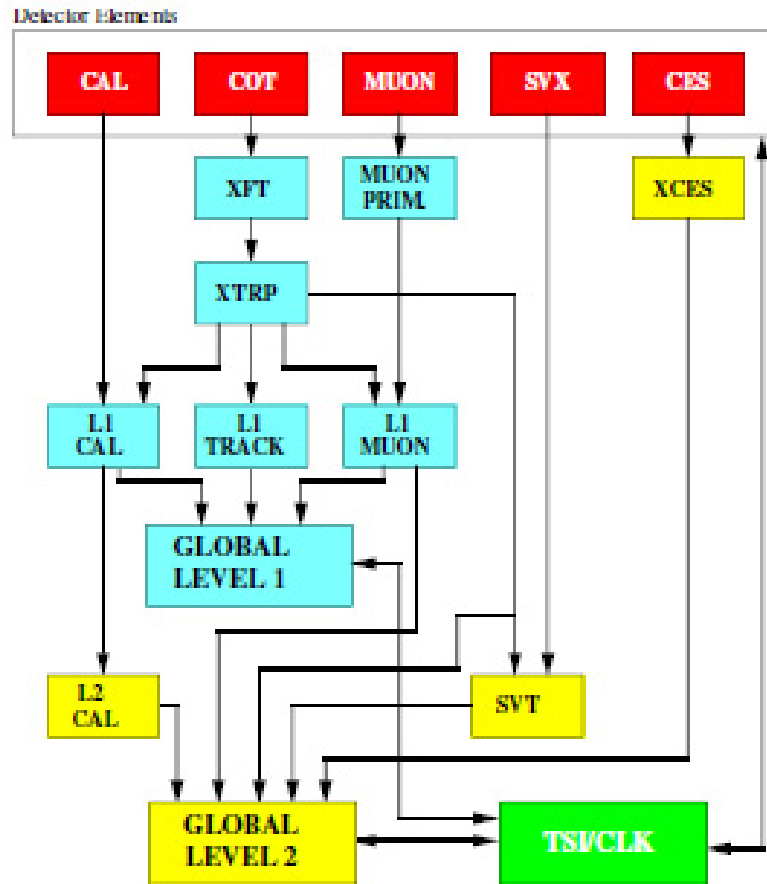 Detector Elements
CAL
COT
MUON
SVX
CES
XFT
MUON
PRIM.
XCES
XTRP
L1
CAL
L1
TRACK
L1
MUON
GLOBAL
LEVEL 1
L2
CAL
SVT
GLOBAL
LEVEL 2
TSI/CLK